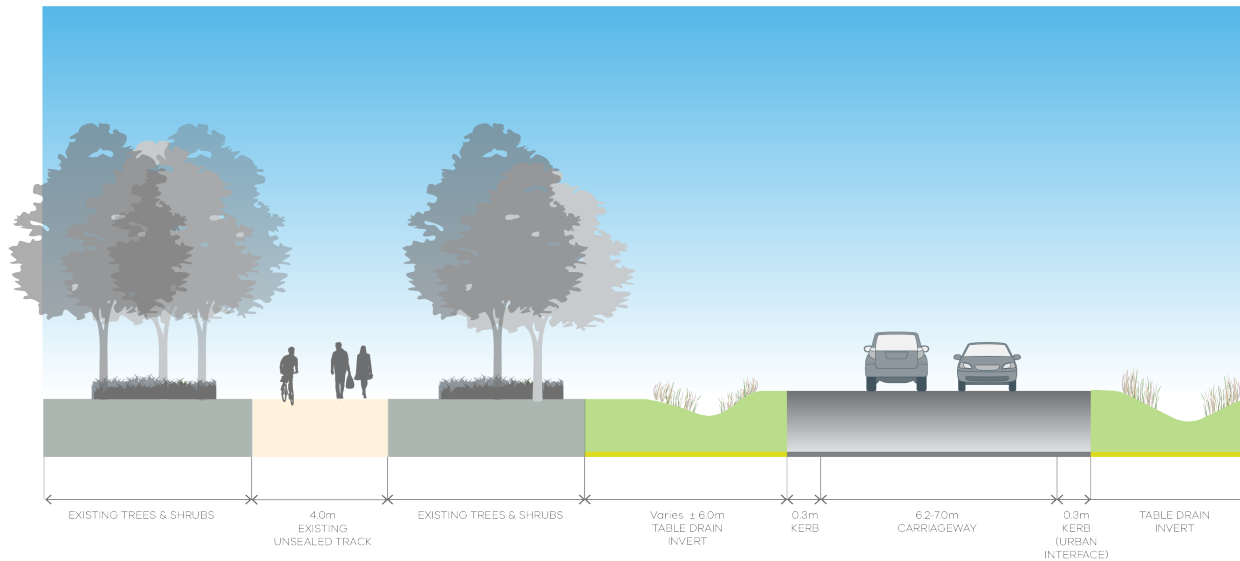 EXISTING TREES & SHRUBS
4.0m
EXISTING
UNSEALED TRACK
EXISTING TREES & SHRUBS
Varies ± 6.0m
TABLE DRAIN
INVERT
0.3m
KERB
6.2-7.0m
CARRIAGEWAY
0.3m
KERB
(URBAN
INTERFACE)
TABLE DRAIN
INVERT